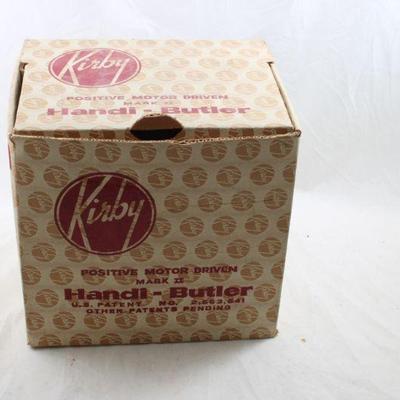 Kirby
POSITIVE MOTOR DRIVEN
MARK II
Handi-Butler
Kirby
POSITIVE MOTOR DRIVEN
MARK II
Handi-Butler
U.S. PATENT NO. 2,563,641
OTHER PATENTS PENDING